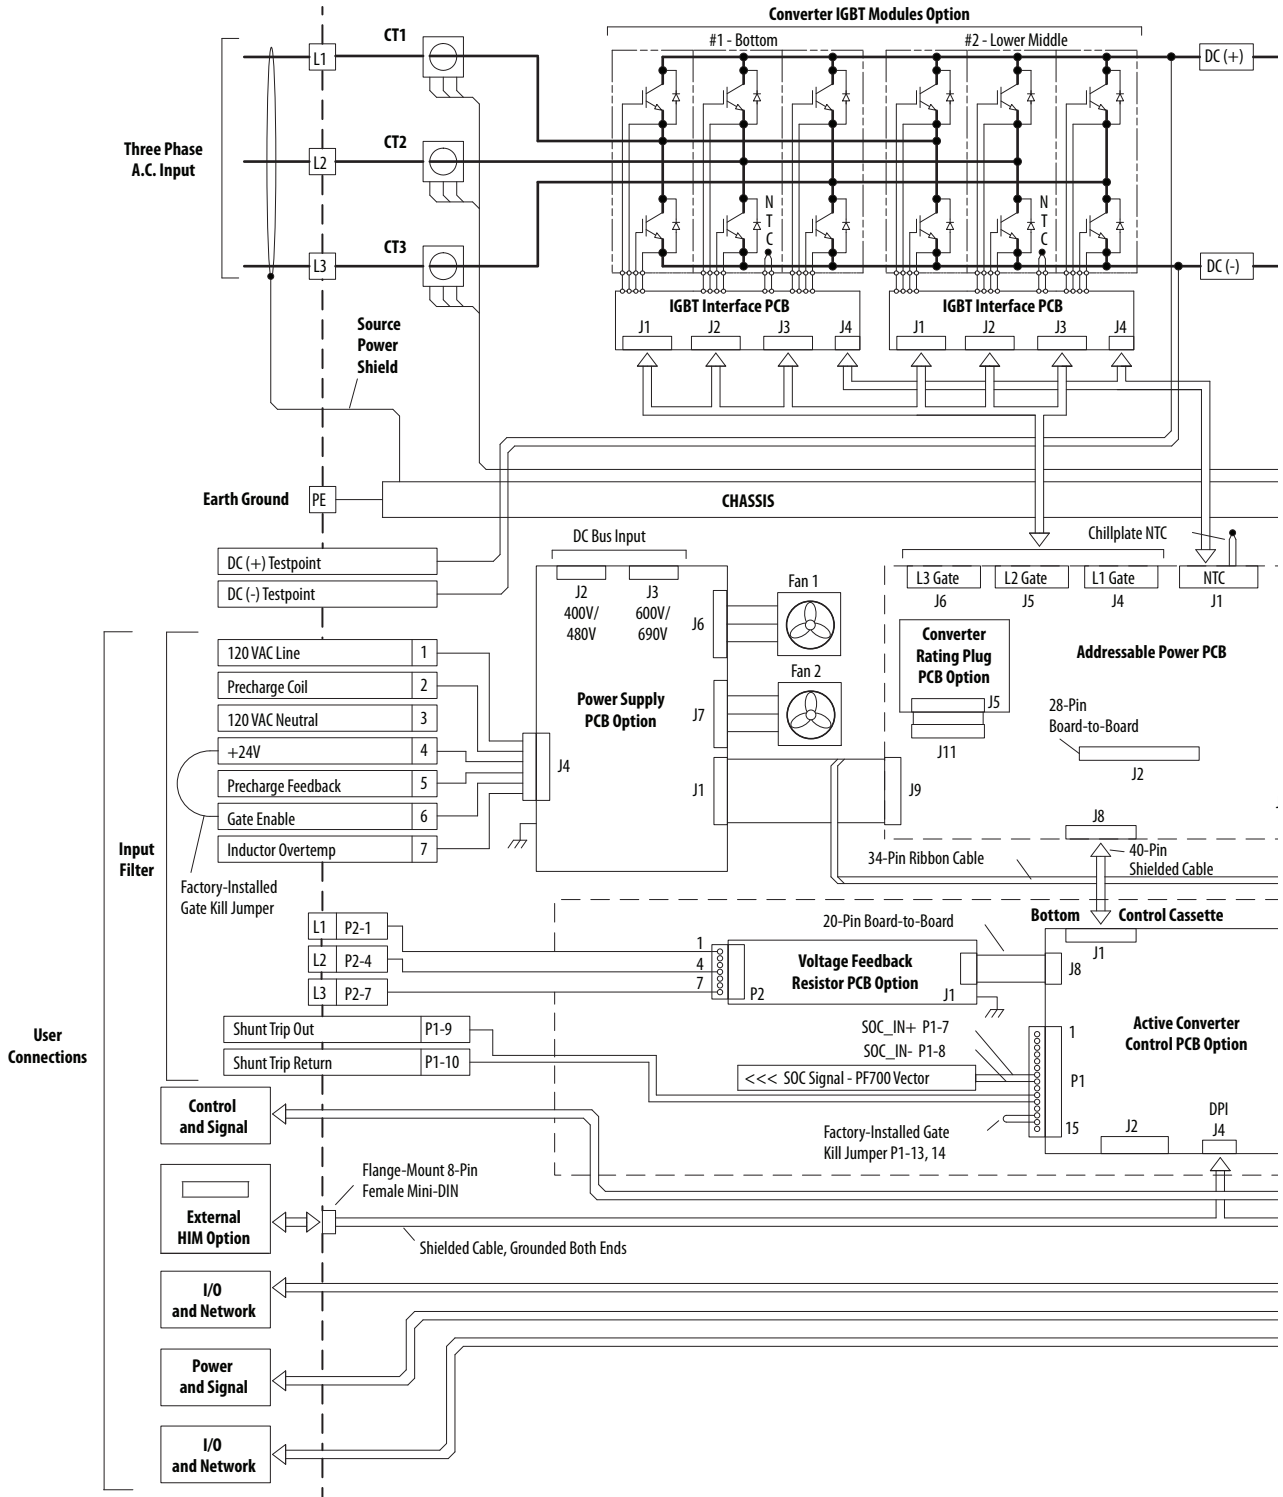 Converter IGBT Modules Option
#1 - Bottom
#2 - Lower Middle
CT1
L1
DC (+)
Three Phase
A.C. Input
CT2
L2
N
T
C
N
T
C
CT3
L3
DC (-)
IGBT Interface PCB
J1
J2
J3
J4
IGBT Interface PCB
J1
J2
J3
J4
Source
Power
Shield
Earth Ground
PE
CHASSIS
DC (+) Testpoint
DC (-) Testpoint
DC Bus Input
J2
400V/
480V
J3
600V/
690V
Power Supply
PCB Option
J6
J7
J1
J4
Fan 1
Fan 2
Chillplate NTC
L3 Gate
J6
L2 Gate
J5
L1 Gate
J4
NTC
J1
Converter
Rating Plug
PCB Option
J5
J11
Addressable Power PCB
28-Pin
Board-to-Board
J2
J9
J8
34-Pin Ribbon Cable
40-Pin
Shielded Cable
120 VAC Line
1
Precharge Coil
2
120 VAC Neutral
3
+24V
4
Precharge Feedback
5
Gate Enable
6
Inductor Overtemp
7
Input
Filter
Factory-Installed
Gate Kill Jumper
L1
P2-1
L2
P2-4
L3
P2-7
Shunt Trip Out
P1-9
Shunt Trip Return
P1-10
User
Connections
20-Pin Board-to-Board
Bottom
Control Cassette
1
4
7
P2
Voltage Feedback
Resistor PCB Option
J1
J1
J8
SOC_IN+ P1-7
SOC_IN- P1-8
<<< SOC Signal - PF700 Vector
1
P1
15
Active Converter
Control PCB Option
Factory-Installed Gate
Kill Jumper P1-13, 14
J2
DPI
J4
Control
and Signal
Flange-Mount 8-Pin
Female Mini-DIN
External
HIM Option
Shielded Cable, Grounded Both Ends
I/O
and Network
Power
and Signal
I/O
and Network